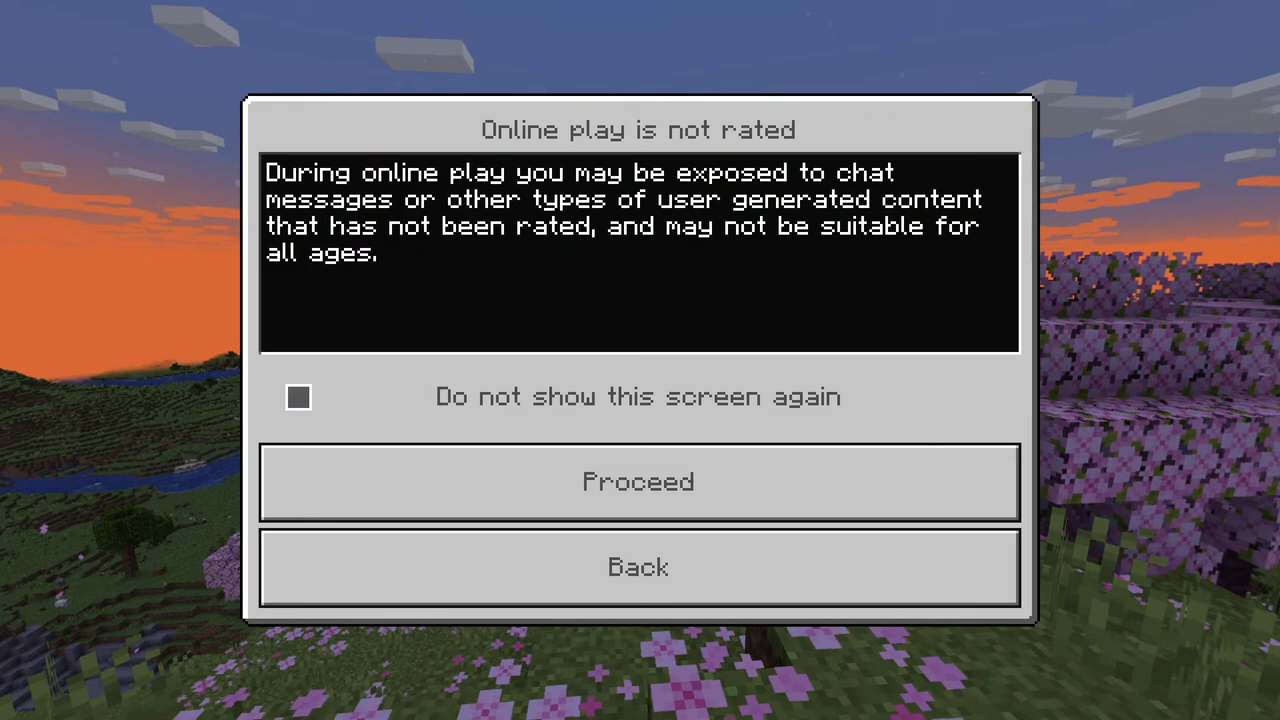 Online play is not rated
During online play you may be exposed to chat
messages or other types of user generated content
that has not been rated, and may not be suitable for
all ages.
Do not show this screen again
Proceed
Back